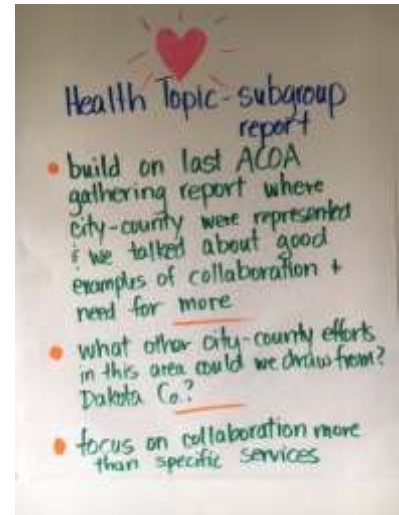 Health Topic - subgroup
report
• build on last ACOA
gathering report where
city-county were represented
& we talked about good
examples of collaboration +
need for more
• what other city-county efforts
in this area could we draw from?
Dakota Co.?
• focus on collaboration more
than specific services